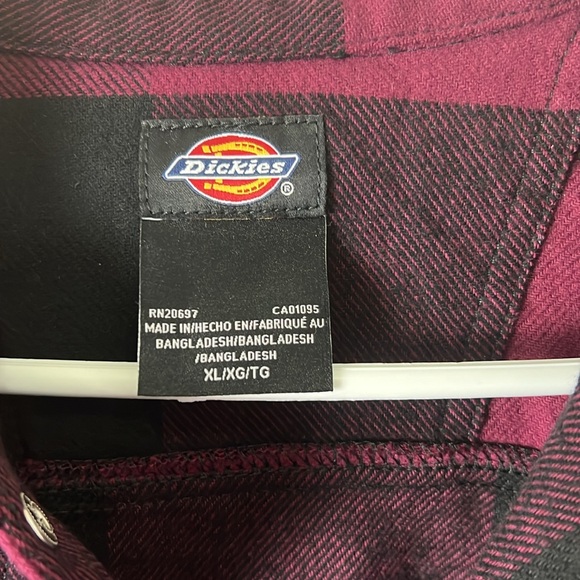 Dickies
®
RN20697 CA01095
MADE IN/HECHO EN/FABRIQUÉ AU
BANGLADESH/BANGLADESH
/BANGLADESH
XL/XG/TG